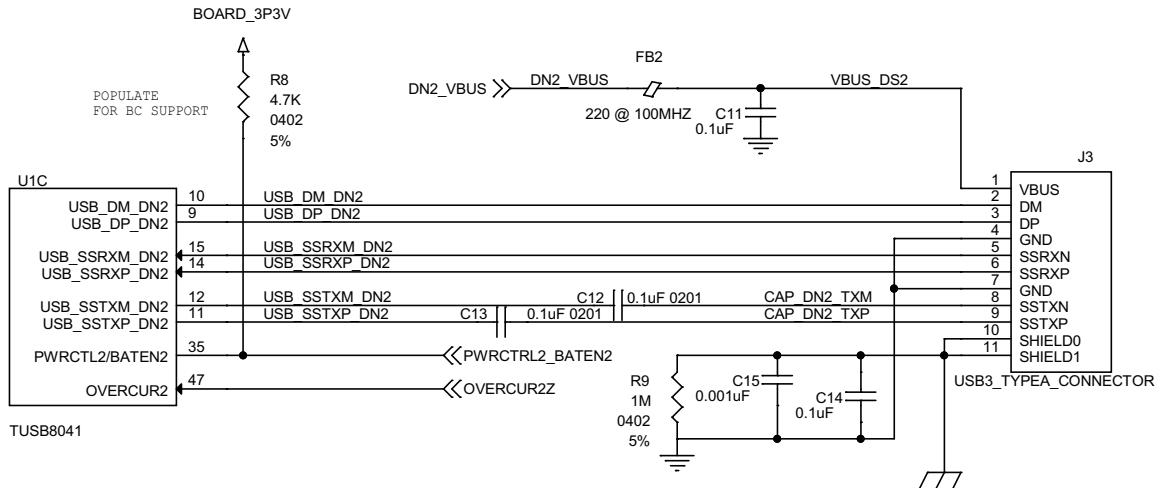 BOARD_3P3V
POPULATE
FOR BC SUPPORT
R8
4.7K
0402
5%
DN2_VBUS
DN2_VBUS
FB2
220 @ 100MHZ
VBUS_DS2
C11
0.1uF
J3
U1C
USB_DM_DN2 10 USB_DM_DN2 2 DM
USB_DP_DN2 9 USB_DP_DN2 3 DP
1 VBUS
4 GND
USB_SSRXM_DN2 15 USB_SSRXM_DN2 5 SSRXN
USB_SSRXP_DN2 14 USB_SSRXP_DN2 6 SSRXP
7 GND
USB_SSTXM_DN2 12 USB_SSTXM_DN2 C12 0.1uF 0201 CAP_DN2_TXM 8 SSTXN
USB_SSTXP_DN2 11 USB_SSTXP_DN2 C13 0.1uF 0201 CAP_DN2_TXP 9 SSTXP
10 SHIELD0
PWRCTL2/BATEN2 35 PWRCTRL2_BATEN2 11 SHIELD1
OVERCUR2 47 OVERCUR2Z
USB3_TYPEA_CONNECTOR
TUSB8041
R9
1M
0402
5%
C15
0.001uF
C14
0.1uF